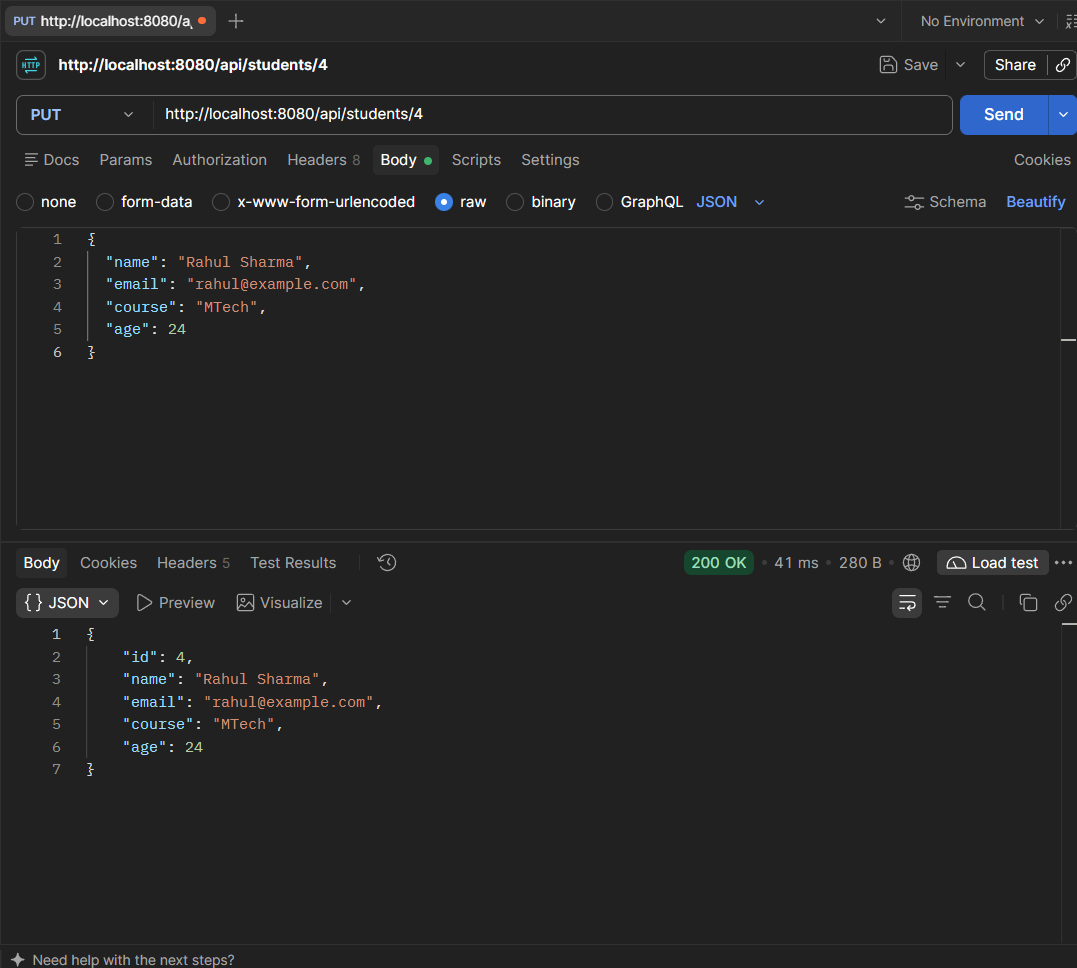 PUT http://localhost:8080/a
No Environment
HTTP http://localhost:8080/api/students/4
Save
Share
PUT http://localhost:8080/api/students/4
Send
Docs Params Authorization Headers 8 Body Scripts Settings Cookies
none form-data x-www-form-urlencoded raw binary GraphQL JSON Schema Beautify
1 {
2 "name": "Rahul Sharma",
3 "email": "rahul@example.com",
4 "course": "MTech",
5 "age": 24
6 }
Body Cookies Headers 5 Test Results 200 OK • 41 ms • 280 B • Load test
{} JSON Preview Visualize
1 {
2 "id": 4,
3 "name": "Rahul Sharma",
4 "email": "rahul@example.com",
5 "course": "MTech",
6 "age": 24
7 }
Need help with the next steps?